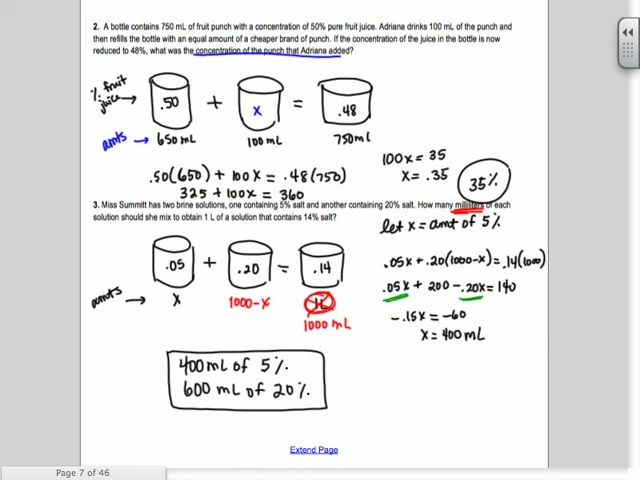 2. A bottle contains 750 mL of fruit punch with a concentration of 50% pure fruit juice. Adriana drinks 100 mL of the punch and
then refills the bottle with an equal amount of a cheaper brand of punch. If the concentration of the juice in the bottle is now
reduced to 48%, what was the concentration of the punch that Adriana added?
% fruit
juice → .50 + x = .48
amts → 650 mL 100 mL 750 mL
.50(650) + 100x = .48(750)
325 + 100x = 360
100x = 35
x = .35
35%
3. Miss Summitt has two brine solutions, one containing 5% salt and another containing 20% salt. How many milliliters of each
solution should she mix to obtain 1 L of a solution that contains 14% salt?
let x = amt of 5%
.05 + .20 = .14
amts → x 1000-x 1L
1000 mL
.05x + .20(1000-x) = .14(1000)
.05x + 200 - .20x = 140
-.15x = -60
x = 400 mL
400 mL of 5%
600 mL of 20%
Extend Page
Page 7 of 46